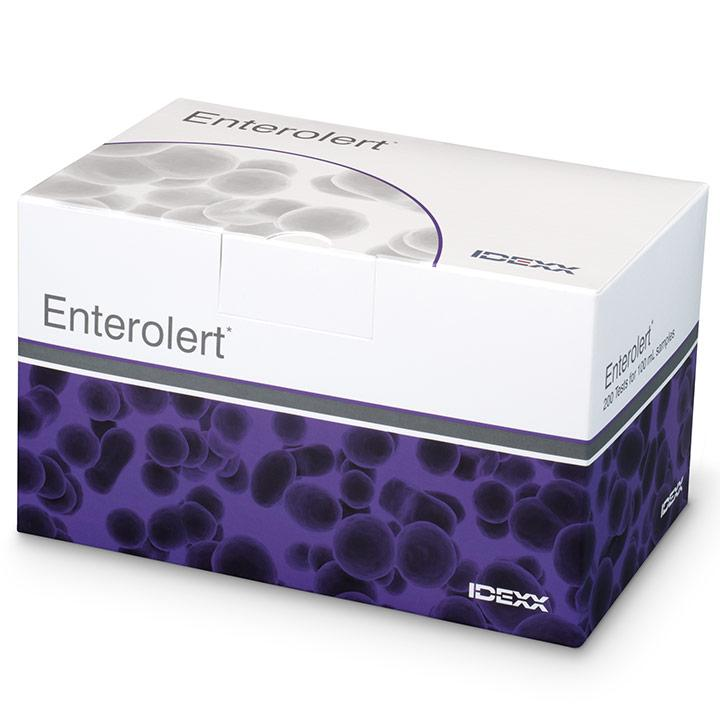 Enterolert*
IDEXX
Enterolert*
Enterolert*
200 Tests for 100 mL samples
IDEXX
IDEXX